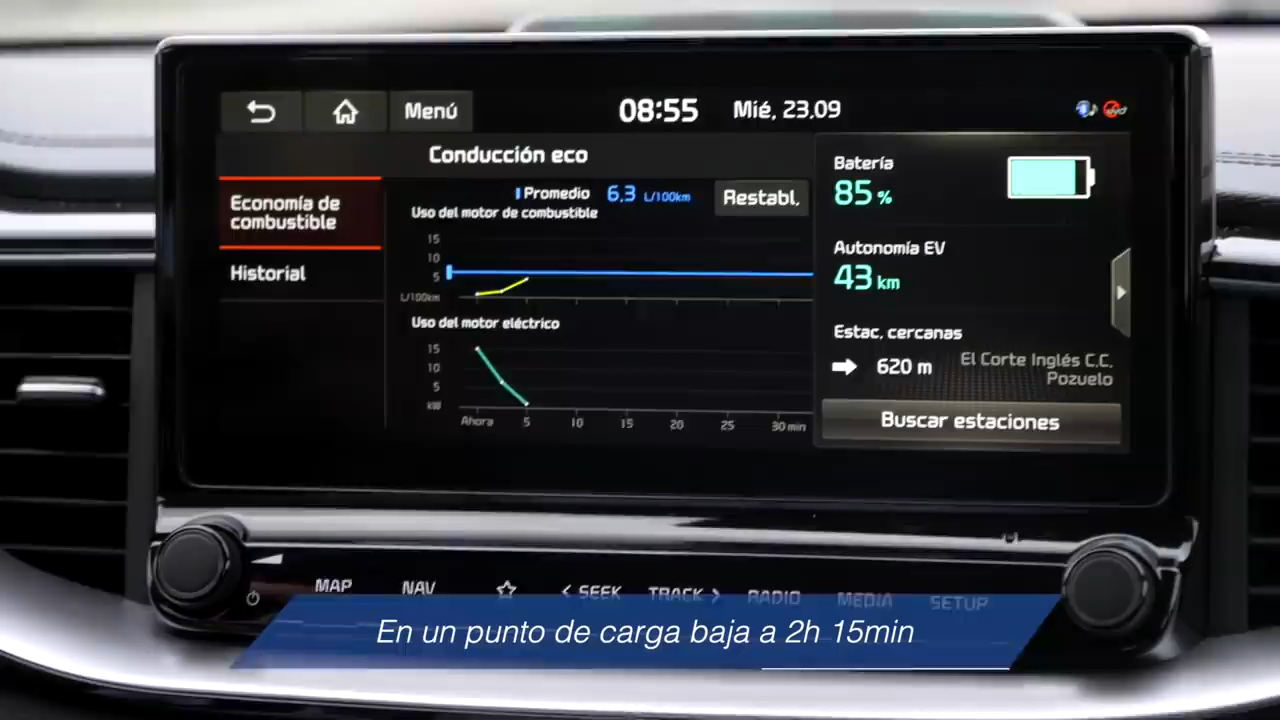 Menú
08:55
Mié, 23.09
Conducción eco
Economía de
combustible
Historial
Promedio 6.3 L/100km
Restabl.
Uso del motor de combustible
15
10
5
L/100km
Uso del motor eléctrico
15
10
5
kW
Ahora 5 10 15 20 25 30 min
Batería
85 %
Autonomía EV
43 km
Estac. cercanas
620 m
El Corte Inglés C.C.
Pozuelo
Buscar estaciones
MAP NAV < SEEK TRACK > RADIO MEDIA SETUP
En un punto de carga baja a 2h 15min